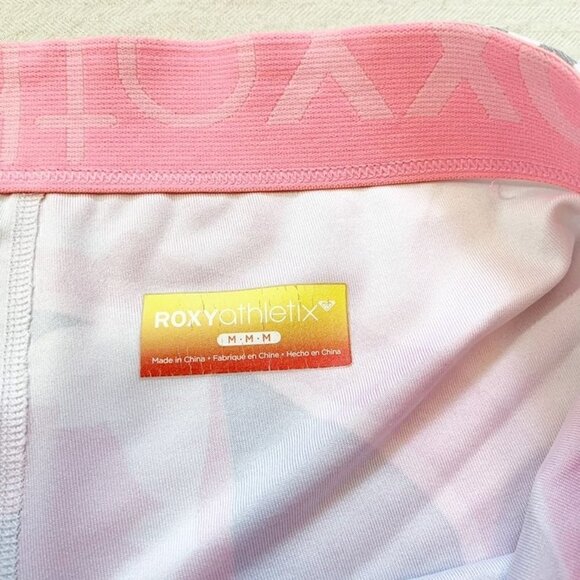 ROXYathletix
M • M • M
Made in China • Fabriqué en Chine • Hecho en China